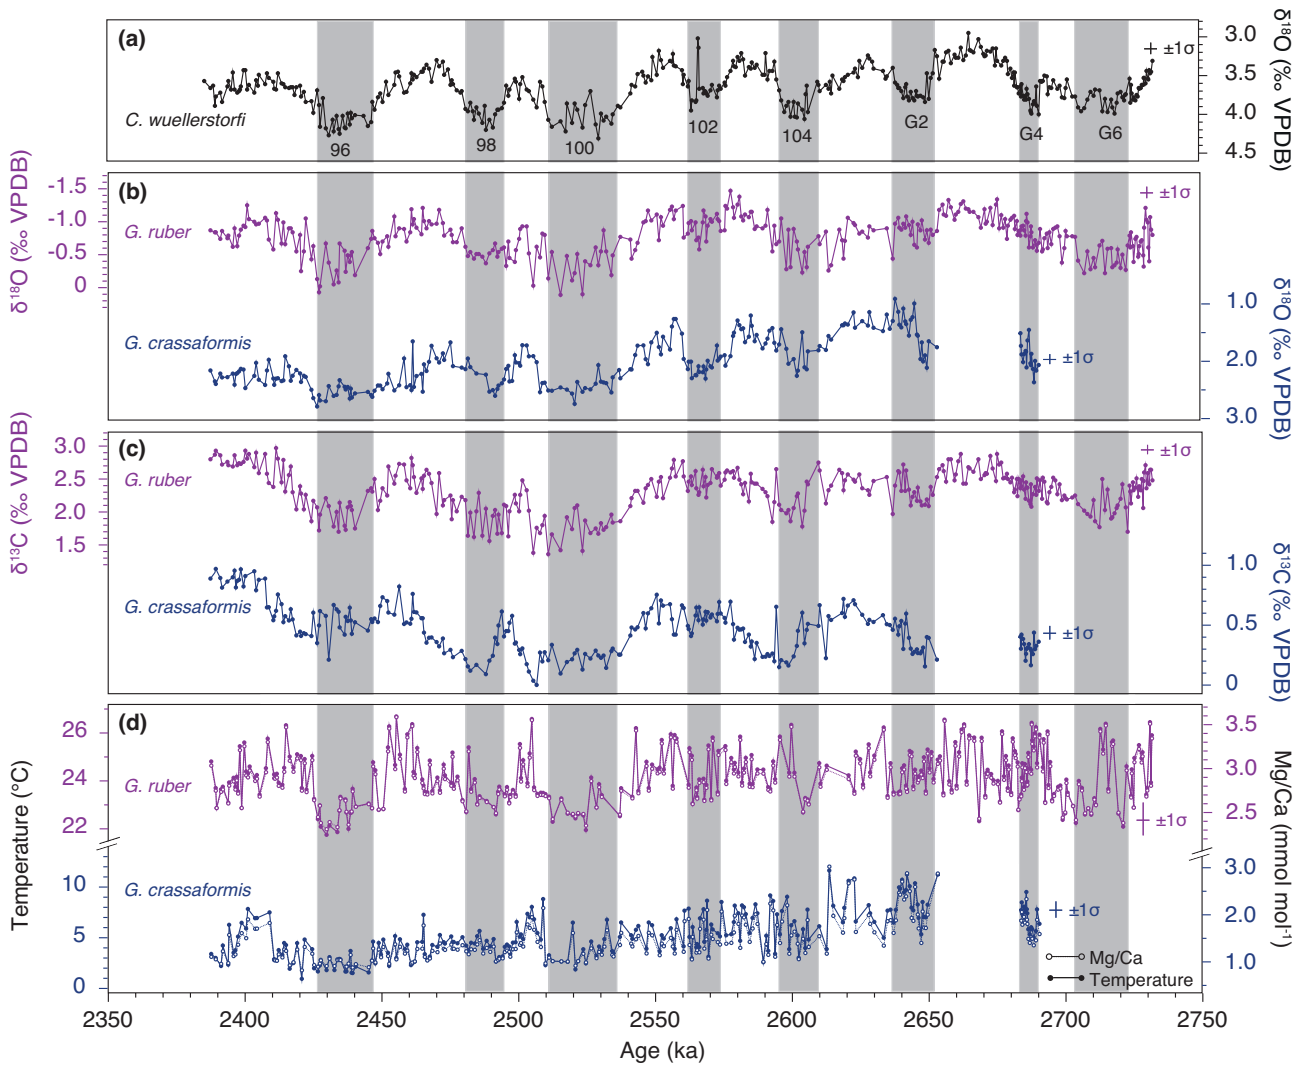 (a)
C. wuellerstorfi
96
98
100
102
104
G2
G4
G6
±1σ
3.0
3.5
4.0
4.5
δ18O (‰ VPDB)
(b)
G. ruber
G. crassaformis
±1σ
±1σ
-1.5
-1.0
-0.5
0
δ18O (‰ VPDB)
1.0
2.0
3.0
δ18O (‰ VPDB)
(c)
G. ruber
G. crassaformis
±1σ
±1σ
3.0
2.5
2.0
1.5
δ13C (‰ VPDB)
1.0
0.5
0
δ13C (‰ VPDB)
(d)
G. ruber
G. crassaformis
±1σ
±1σ
26
24
22
10
5
0
Temperature (°C)
3.5
3.0
2.5
2.0
3.0
2.0
1.0
Mg/Ca (mmol mol-1)
Mg/Ca
Temperature
2350
2400
2450
2500
2550
2600
2650
2700
2750
Age (ka)